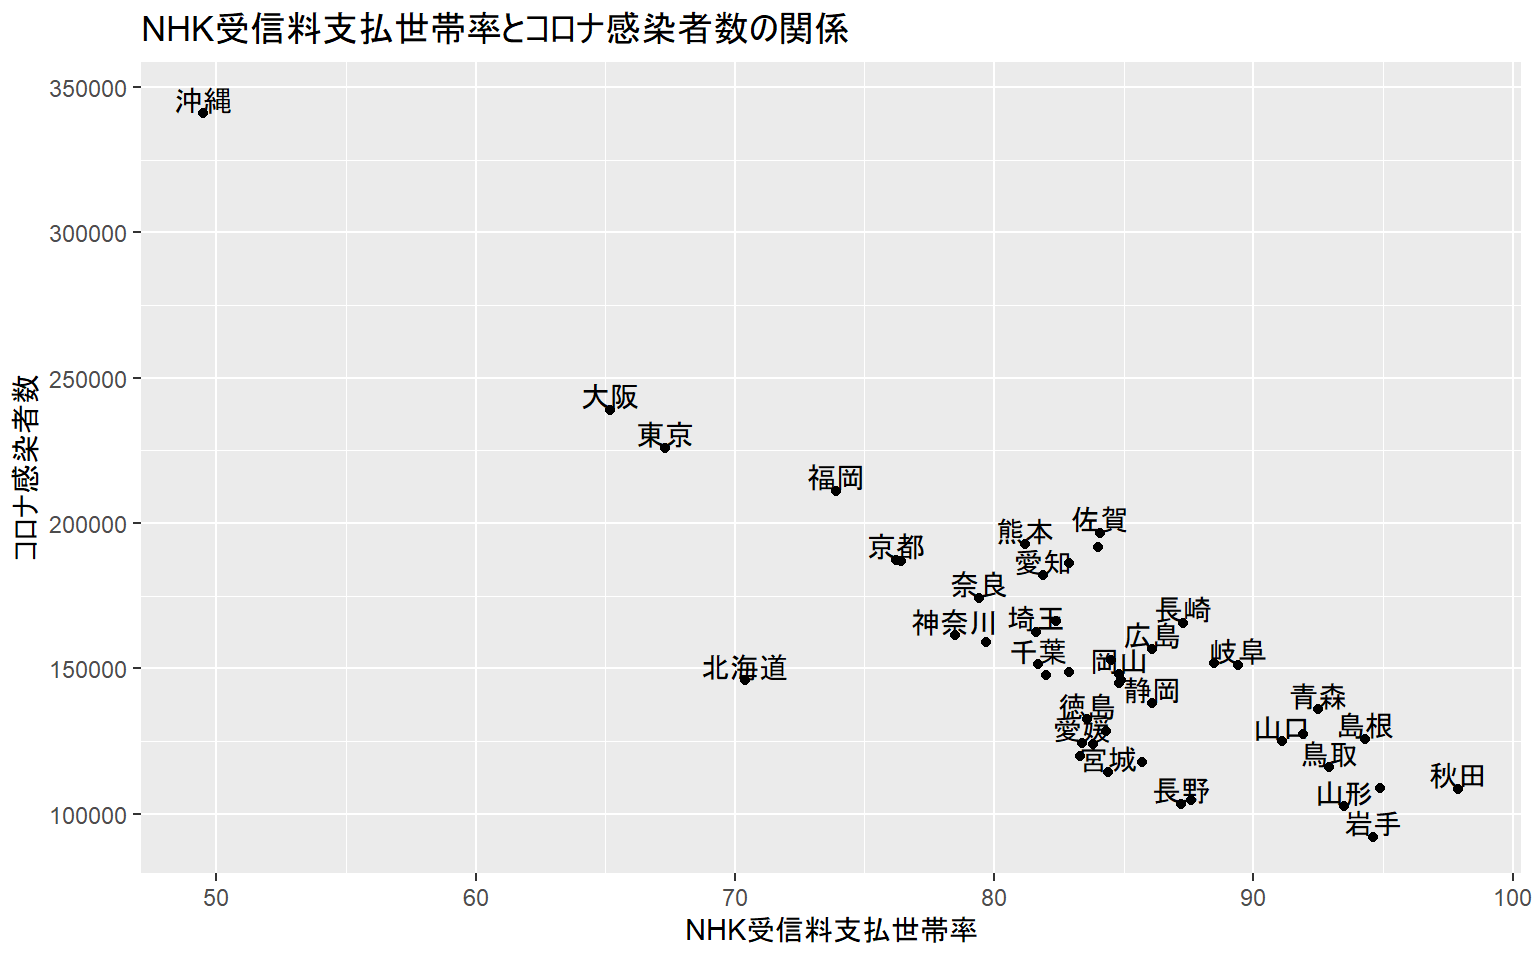 NHK受信料支払世帯率とコロナ感染者数の関係
350000
300000
250000
200000
150000
100000
コロナ感染者数
沖縄
大阪
東京
福岡
佐賀
熊本
京都
愛知
奈良
長崎
埼玉
神奈川
広島
千葉
岐阜
岡山
北海道
静岡
青森
徳島
島根
山口
愛媛
宮城
鳥取
秋田
長野
山形
岩手
50
60
70
80
90
100
NHK受信料支払世帯率